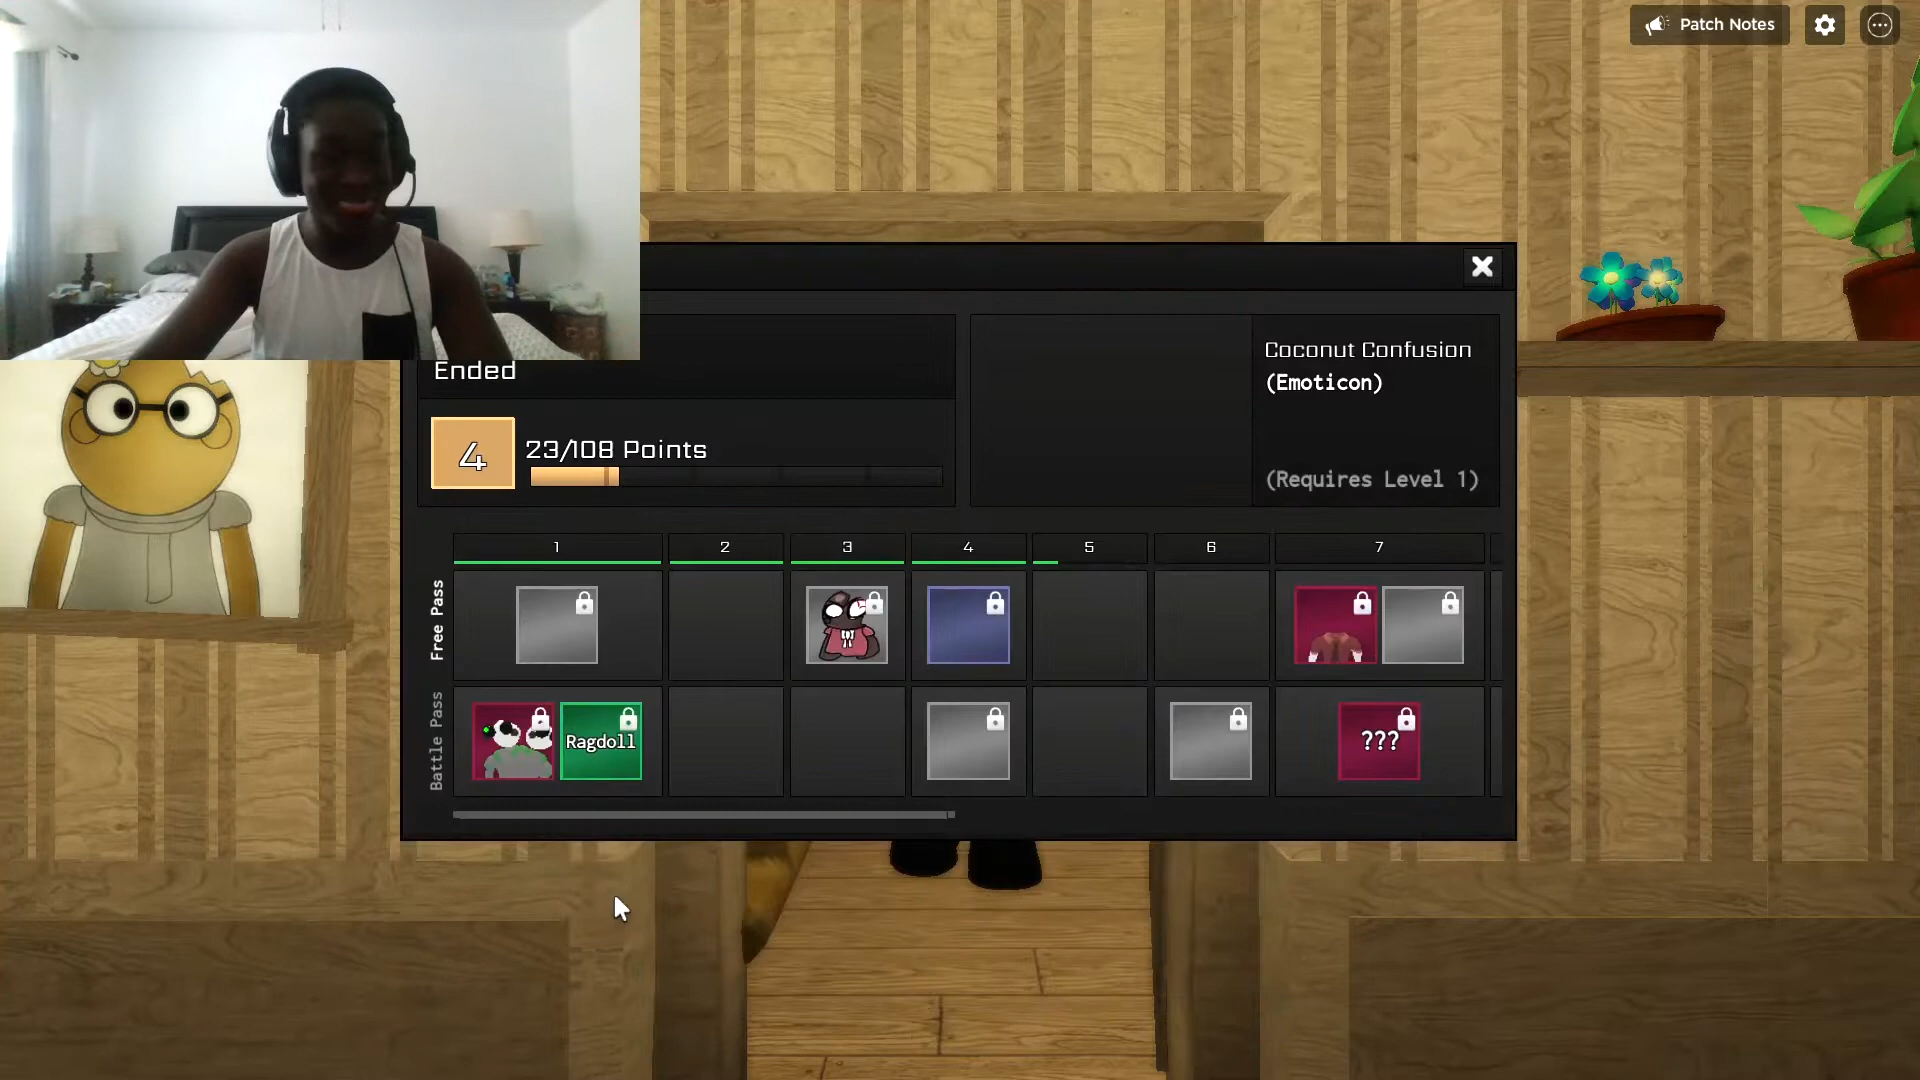 Patch Notes
Ended
4
23/108 Points
Coconut Confusion
(Emoticon)
(Requires Level 1)
1 2 3 4 5 6 7
Free Pass
Battle Pass
Ragdoll
???